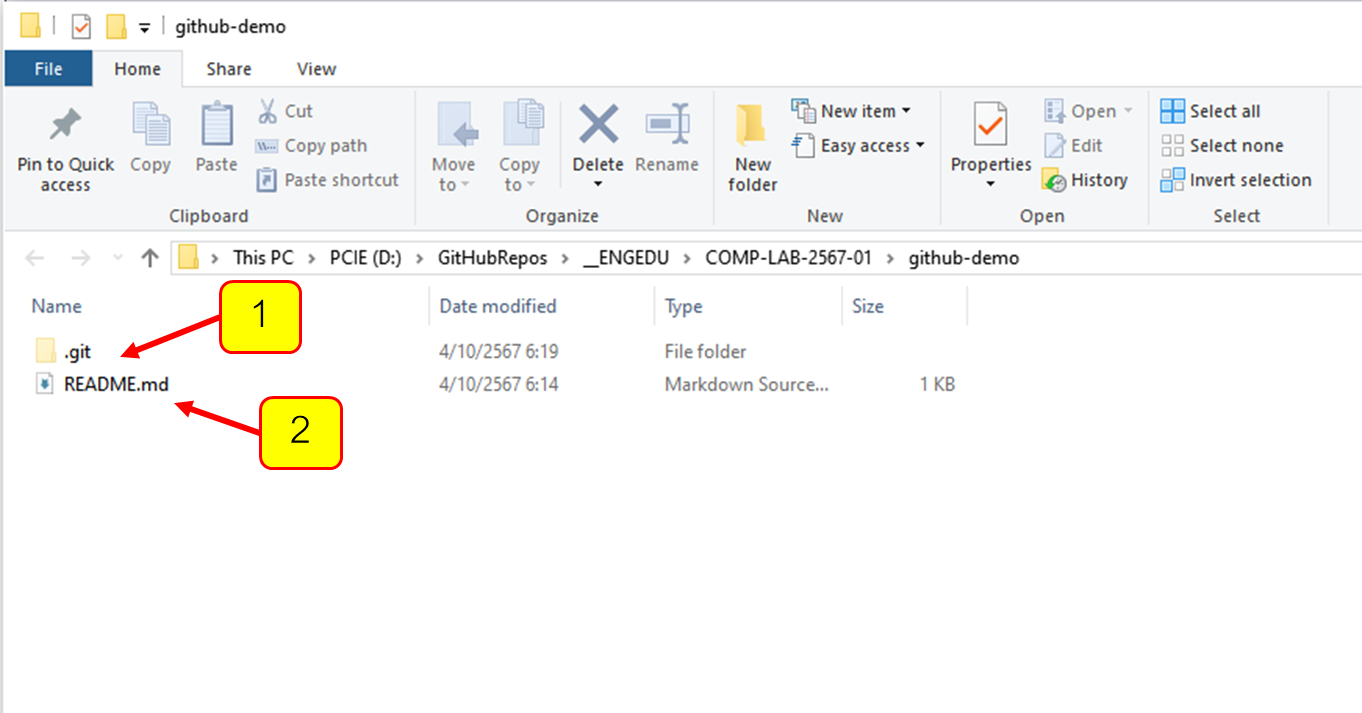 github-demo
File Home Share View
Pin to Quick access
Copy
Paste
Cut
Copy path
Paste shortcut
Clipboard
Move to
Copy to
Delete
Rename
Organize
New folder
New item
Easy access
New
Properties
Open
Edit
History
Open
Select all
Select none
Invert selection
Select
This PC > PCIE (D:) > GitHubRepos > __ENGEDU > COMP-LAB-2567-01 > github-demo
Name Date modified Type Size
1
.git 4/10/2567 6:19 File folder
README.md 4/10/2567 6:14 Markdown Source... 1 KB
2